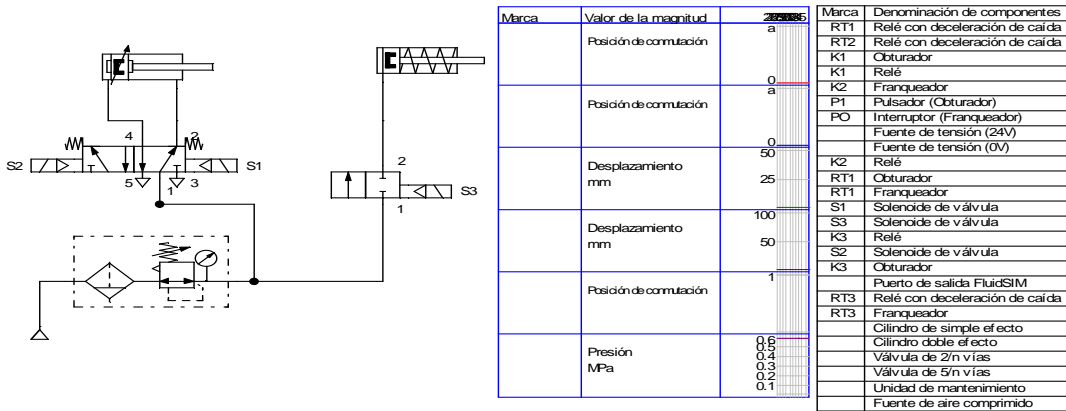 4
2
S2
S1
5
1
3
2
1
S3
Marca Valor de la magnitud
Posición de conmutación
a
0
Posición de conmutación
a
0
Desplazamiento
mm
50
25
Desplazamiento
mm
100
50
Posición de conmutación
1
Presión
MPa
0.6
0.5
0.4
0.3
0.2
0.1
Marca Denominación de componentes
RT1 Relé con deceleración de caída
RT2 Relé con deceleración de caída
K1 Obturador
K1 Relé
K2 Franqueador
P1 Pulsador (Obturador)
PO Interruptor (Franqueador)
Fuente de tensión (24V)
Fuente de tensión (0V)
K2 Relé
RT1 Obturador
RT1 Franqueador
S1 Solenoide de válvula
S3 Solenoide de válvula
K3 Relé
S2 Solenoide de válvula
K3 Obturador
Puerto de salida FluidSIM
RT3 Relé con deceleración de caída
RT3 Franqueador
Cilindro de simple efecto
Cilindro doble efecto
Válvula de 2/n vías
Válvula de 5/n vías
Unidad de mantenimiento
Fuente de aire comprimido